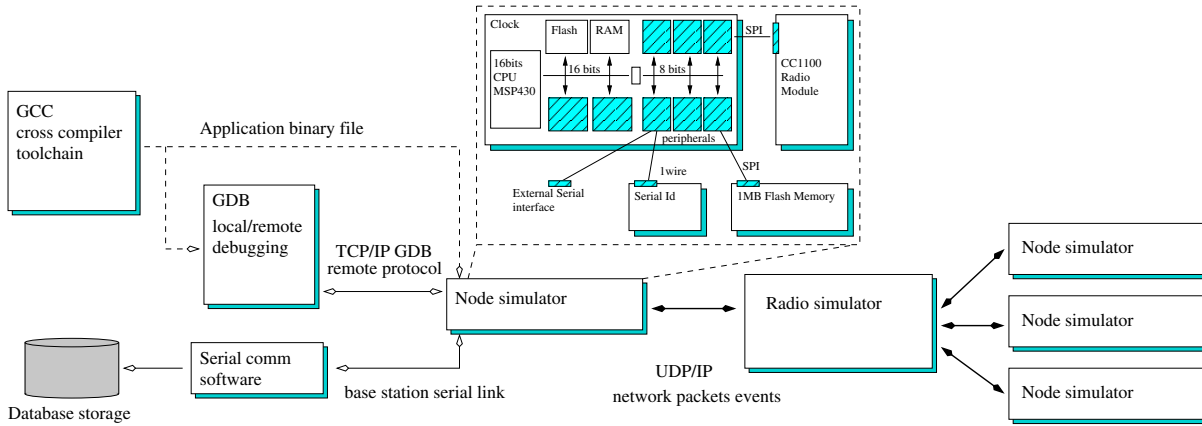 Clock
Flash
RAM
SPI
16bits
CPU
MSP430
16 bits
8 bits
CC1100
Radio
Module
peripherals
GCC
cross compiler
toolchain
Application binary file
1wire
SPI
External Serial
interface
Serial Id
1MB Flash Memory
GDB
local/remote
debugging
TCP/IP GDB
remote protocol
Node simulator
Radio simulator
Node simulator
Node simulator
Node simulator
Serial comm
software
base station serial link
UDP/IP
network packets events
Database storage